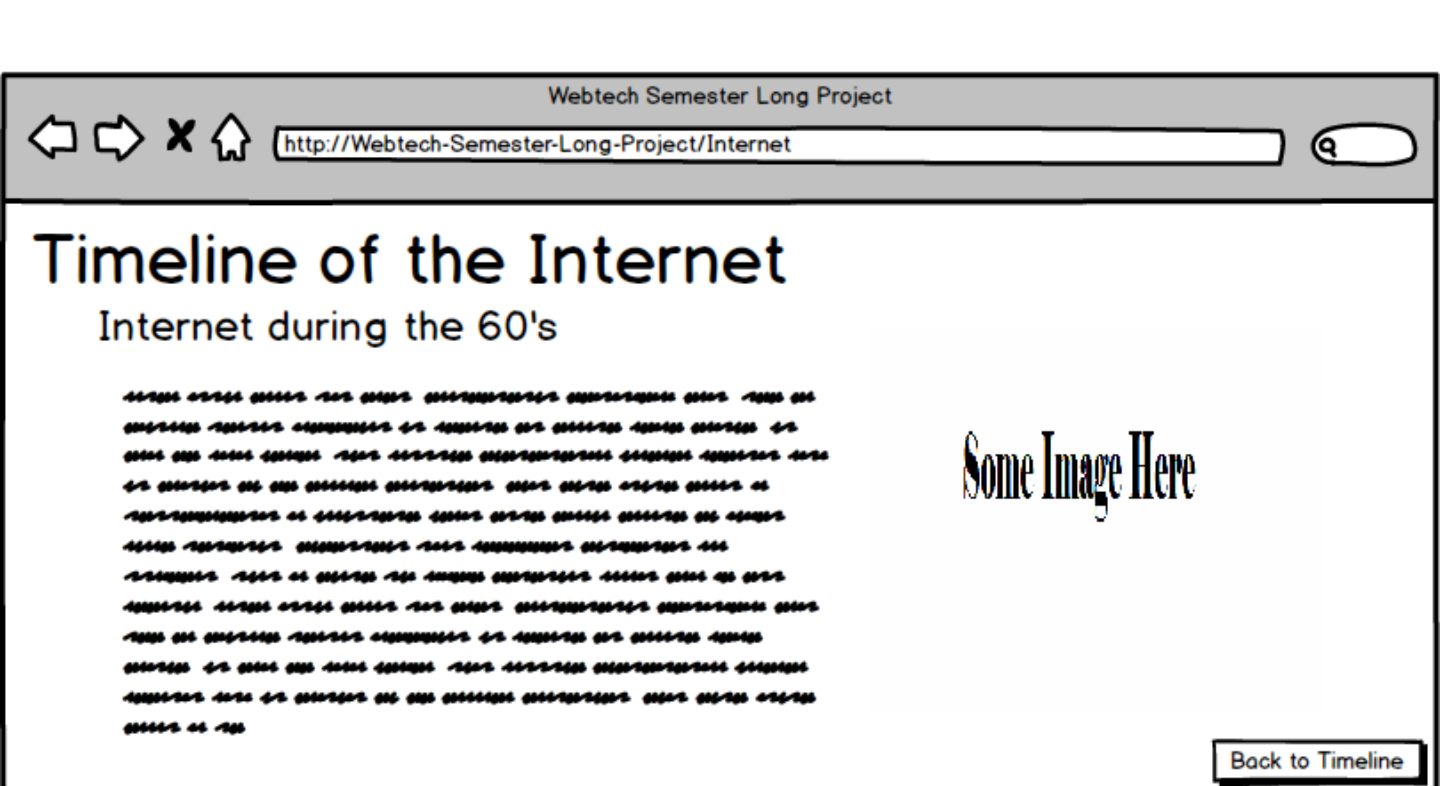 Webtech Semester Long Project
http://Webtech-Semester-Long-Project/Internet
Timeline of the Internet
Internet during the 60's
Some Image Here
Back to Timeline